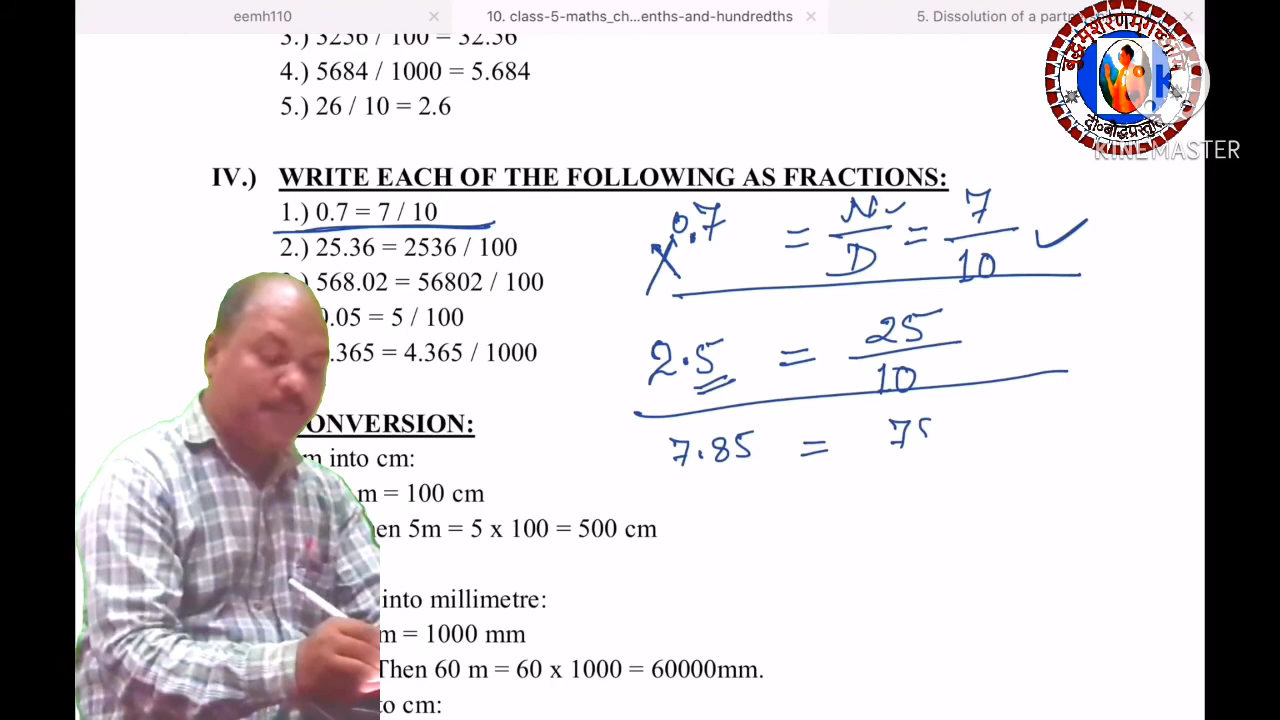 eemh110
10. class-5-maths_ch...enths-and-hundredths
5. Dissolution of a part
3.) 3256 / 100 = 32.56
4.) 5684 / 1000 = 5.684
5.) 26 / 10 = 2.6
KINEMASTER
IV.) WRITE EACH OF THE FOLLOWING AS FRACTIONS:
1.) 0.7 = 7 / 10
2.) 25.36 = 2536 / 100
568.02 = 56802 / 100
.05 = 5 / 100
.365 = 4.365 / 1000
0.7 = N / D = 7 / 10 ✓
2.5 = 25 / 10
7.85 =
ONVERSION:
m into cm:
m = 100 cm
hen 5m = 5 x 100 = 500 cm
into millimetre:
m = 1000 mm
Then 60 m = 60 x 1000 = 60000mm.
to cm: